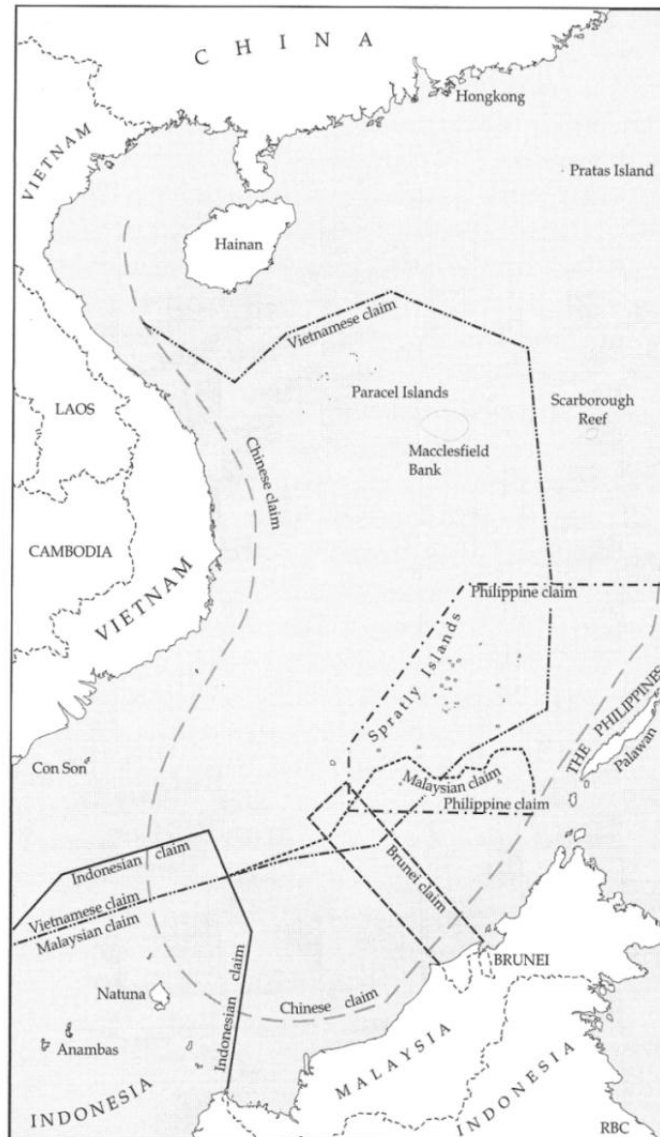 CHINA
Hongkong
VIETNAM
Pratas Island
Hainan
Vietnamese claim
Paracel Islands
Scarborough
Reef
LAOS
Macclesfield
Bank
Chinese claim
CAMBODIA
VIETNAM
Philippine claim
Spratly Islands
THE PHILIPPINES
Palawan
Con Son
Malaysian claim
Philippine claim
Indonesian claim
Brunei claim
Vietnamese claim
Malaysian claim
BRUNEI
Natuna
Chinese claim
Indonesian claim
Anambas
MALAYSIA
INDONESIA
INDONESIA
RBC